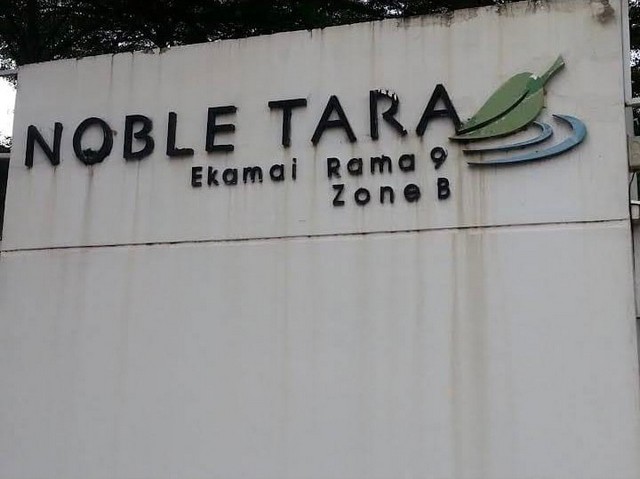 NOBLE TARA
Ekamai Rama 9
Zone B